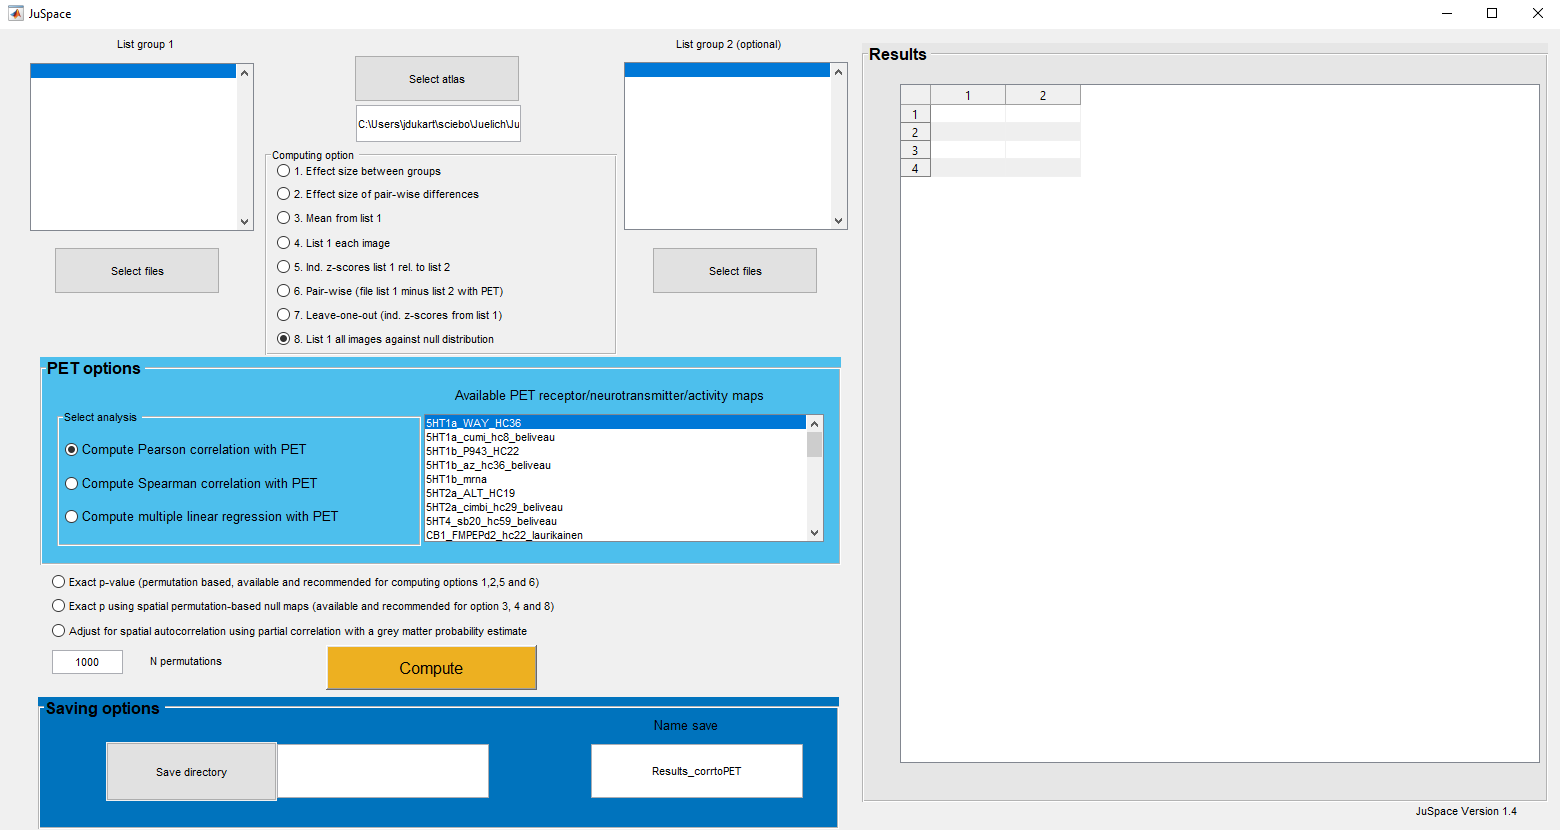 JuSpace
List group 1
Select files
Select atlas
C:\Users\jdukart\sciebo\Juelich\Ju
Computing option
1. Effect size between groups
2. Effect size of pair-wise differences
3. Mean from list 1
4. List 1 each image
5. Ind. z-scores list 1 rel. to list 2
6. Pair-wise (file list 1 minus list 2 with PET)
7. Leave-one-out (ind. z-scores from list 1)
8. List 1 all images against null distribution
List group 2 (optional)
Select files
PET options
Select analysis
Compute Pearson correlation with PET
Compute Spearman correlation with PET
Compute multiple linear regression with PET
Available PET receptor/neurotransmitter/activity maps
5HT1a_WAY_HC36
5HT1a_cumi_hc8_beliveau
5HT1b_P943_HC22
5HT1b_az_hc36_beliveau
5HT1b_mrna
5HT2a_ALT_HC19
5HT2a_cimbi_hc29_beliveau
5HT4_sb20_hc59_beliveau
CB1_FMPEPd2_hc22_laurikainen
Exact p-value (permutation based, available and recommended for computing options 1,2,5 and 6)
Exact p using spatial permutation-based null maps (available and recommended for option 3, 4 and 8)
Adjust for spatial autocorrelation using partial correlation with a grey matter probability estimate
1000 N permutations
Compute
Saving options
Save directory
Name save
Results_corrtoPET
Results
1 2
1
2
3
4
JuSpace Version 1.4